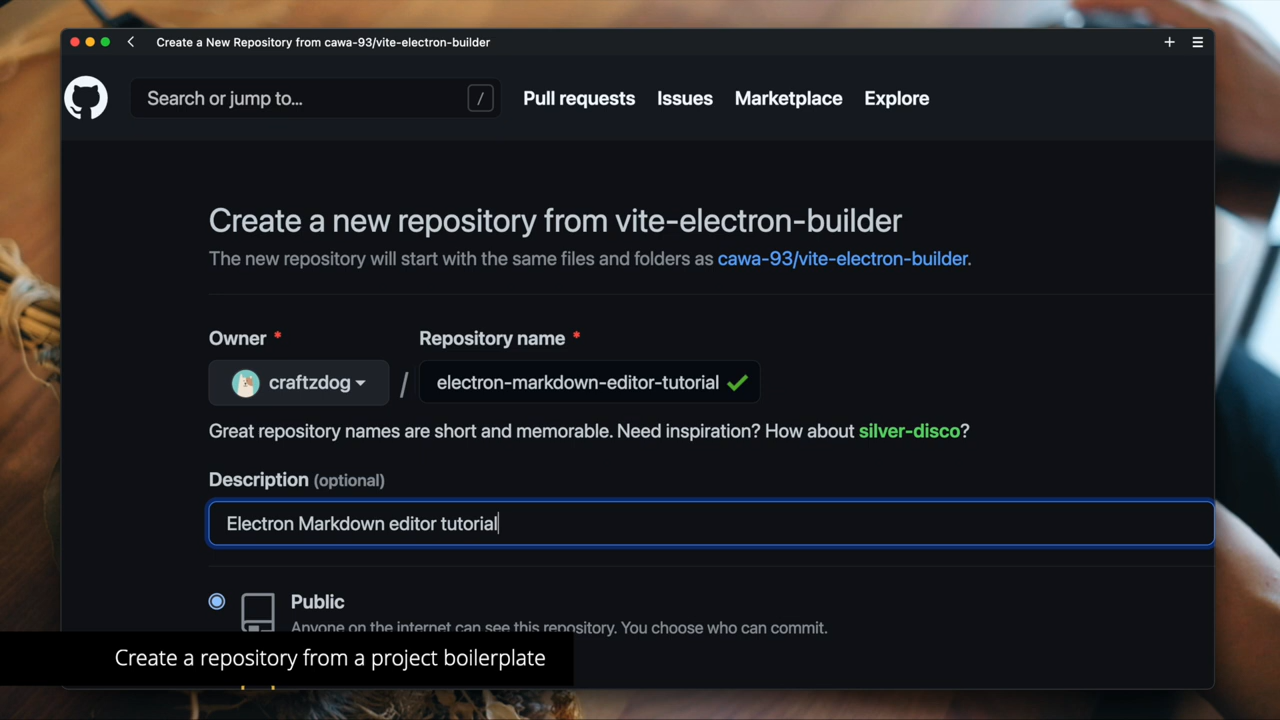 Create a New Repository from cawa-93/vite-electron-builder
Search or jump to... /
Pull requests Issues Marketplace Explore
Create a new repository from vite-electron-builder
The new repository will start with the same files and folders as cawa-93/vite-electron-builder.
Owner * Repository name *
craftzdog / electron-markdown-editor-tutorial
Great repository names are short and memorable. Need inspiration? How about silver-disco?
Description (optional)
Electron Markdown editor tutorial
Public
Anyone on the internet can see this repository. You choose who can commit.
Create a repository from a project boilerplate